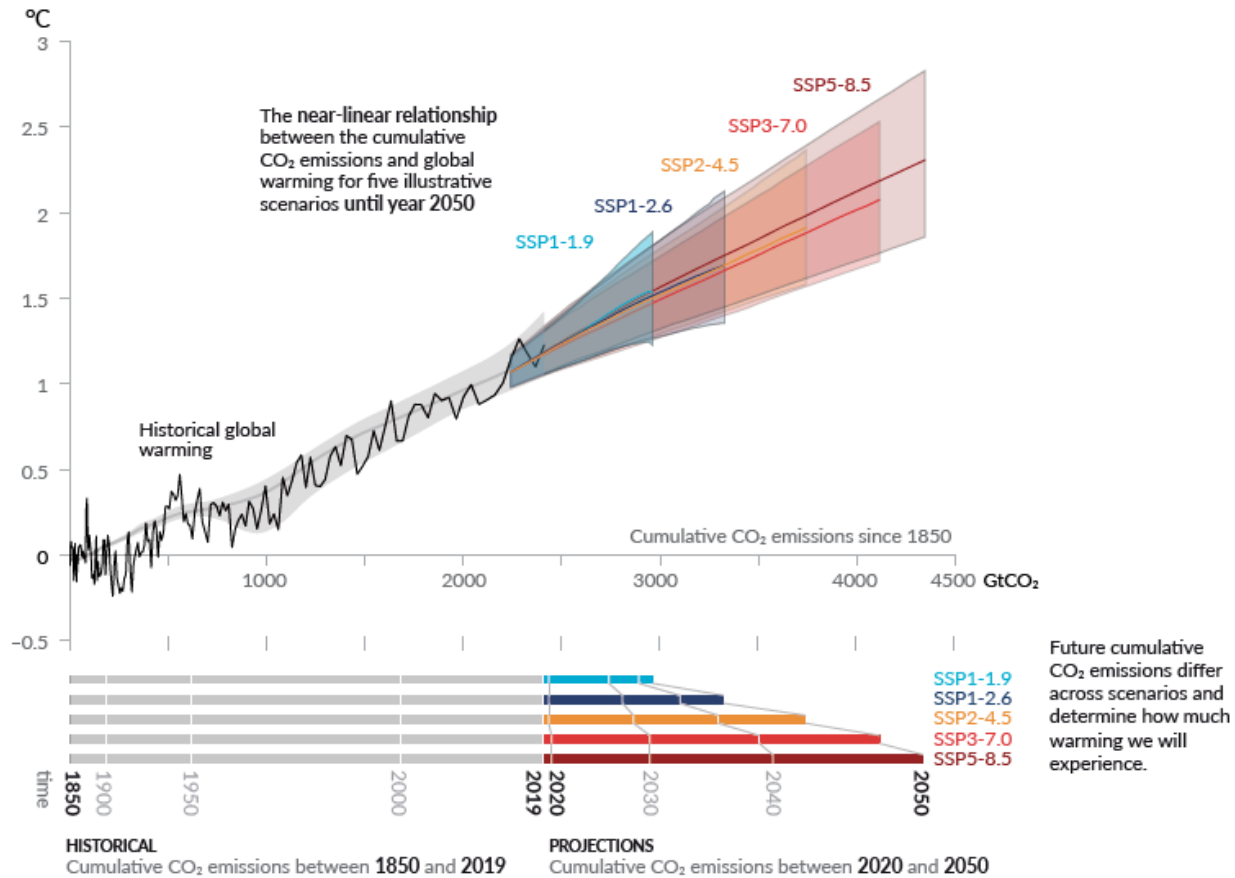 °C
3
2.5
2
1.5
1
0.5
0
−0.5
The near-linear relationship
between the cumulative
CO₂ emissions and global
warming for five illustrative
scenarios until year 2050
SSP5-8.5
SSP3-7.0
SSP2-4.5
SSP1-2.6
SSP1-1.9
Historical global
warming
Cumulative CO₂ emissions since 1850
1000 2000 3000 4000 4500 GtCO₂
SSP1-1.9
SSP1-2.6
SSP2-4.5
SSP3-7.0
SSP5-8.5
Future cumulative
CO₂ emissions differ
across scenarios and
determine how much
warming we will
experience.
time 1850 1900 1950 2000 2019 2020 2030 2040 2050
HISTORICAL
Cumulative CO₂ emissions between 1850 and 2019
PROJECTIONS
Cumulative CO₂ emissions between 2020 and 2050